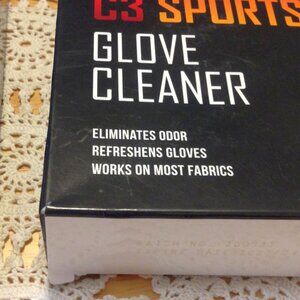 C3 SPORTS
GLOVE
CLEANER
ELIMINATES ODOR
REFRESHENS GLOVES
WORKS ON MOST FABRICS